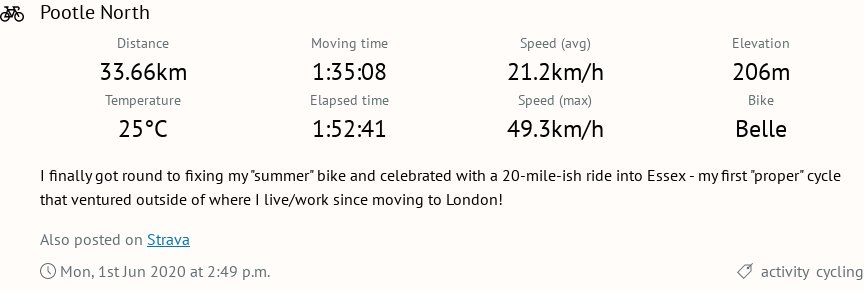 Pootle North
Distance Moving time Speed (avg) Elevation
33.66km 1:35:08 21.2km/h 206m
Temperature Elapsed time Speed (max) Bike
25°C 1:52:41 49.3km/h Belle
I finally got round to fixing my "summer" bike and celebrated with a 20-mile-ish ride into Essex - my first "proper" cycle
that ventured outside of where I live/work since moving to London!
Also posted on Strava
Mon, 1st Jun 2020 at 2:49 p.m. activity cycling